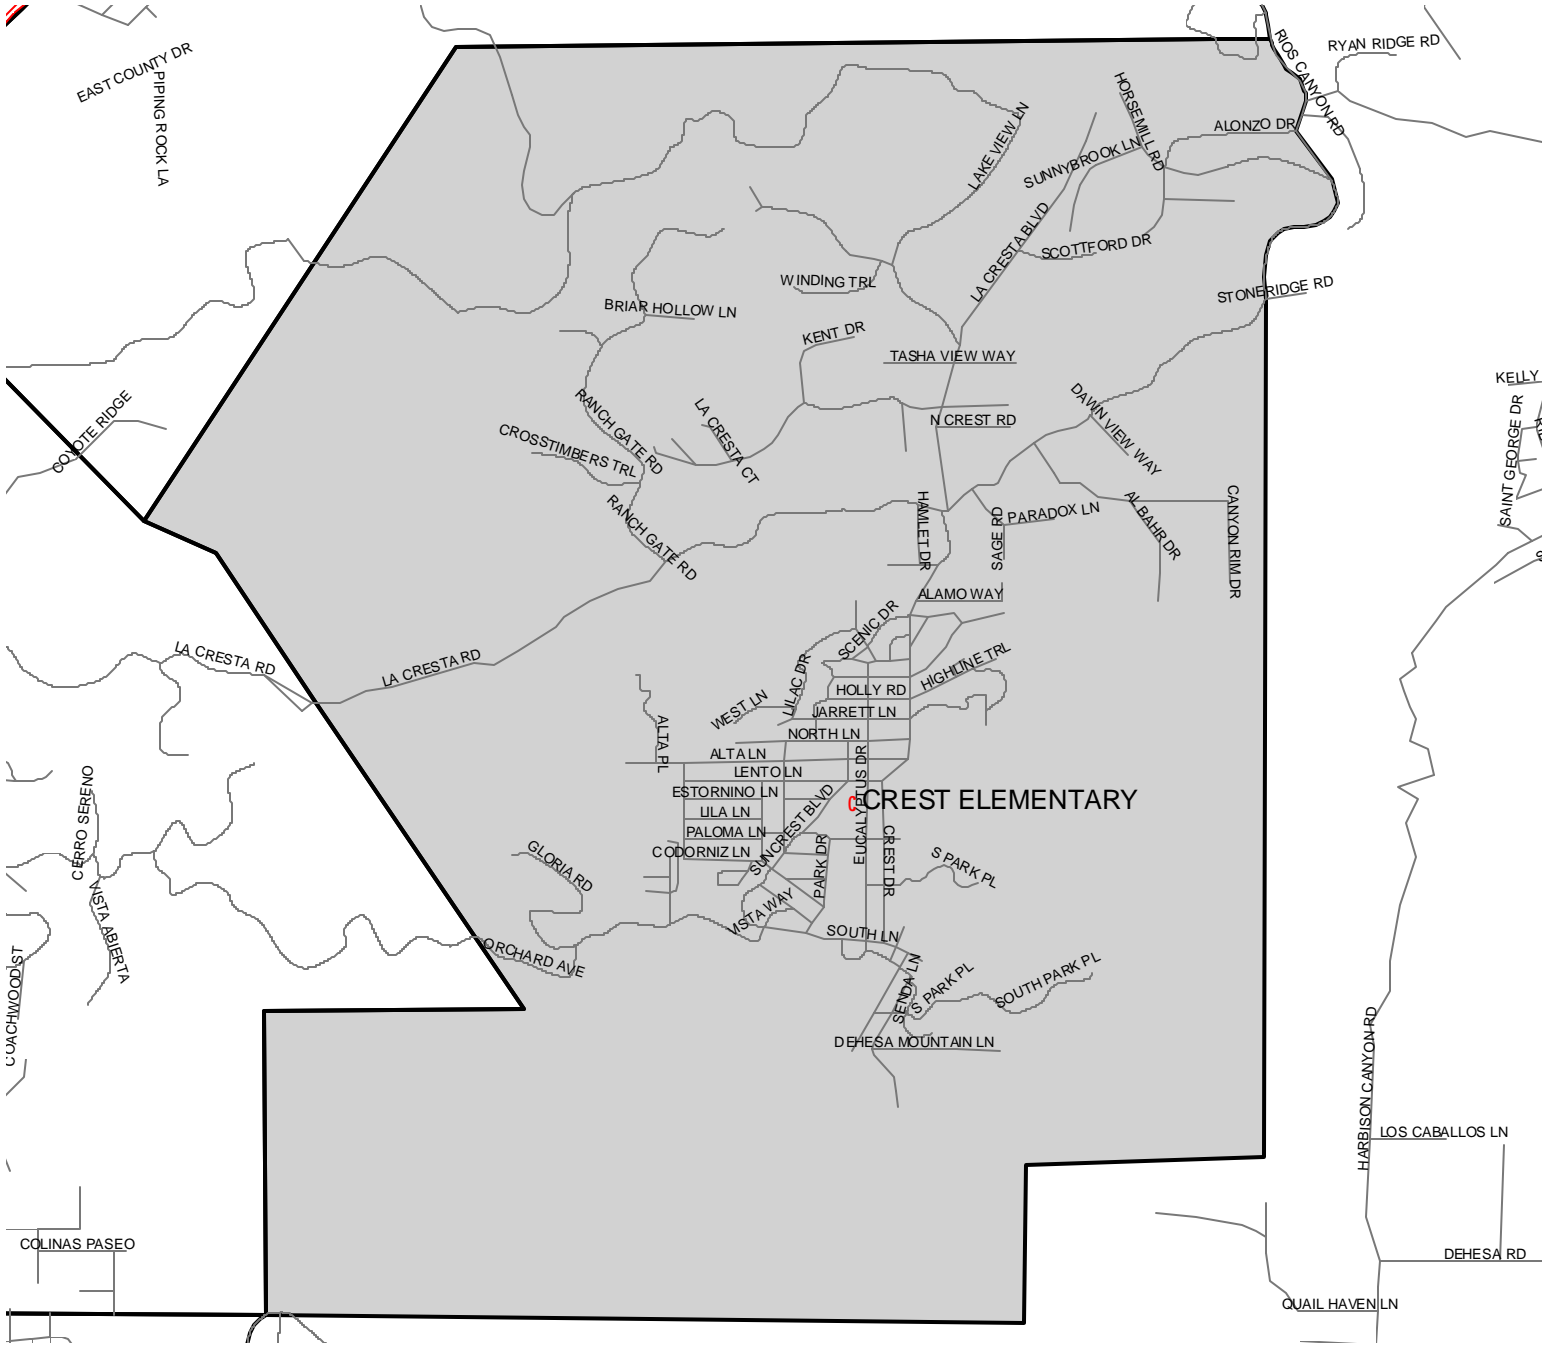 EAST COUNTY DR
PIPING ROCK LA
RIOS CANYON RD
RYAN RIDGE RD
HORSEMILL RD
ALONZO DR
LAKE VIEW LN
SUNNYBROOK LN
LA CRESTA BLVD
SCOTTFORD DR
WINDING TRL
STONERIDGE RD
BRIAR HOLLOW LN
KENT DR
TASHA VIEW WAY
KELLY
COYOTE RIDGE
RANCH GATE RD
LA CRESTA CT
N CREST RD
DAWN VIEW WAY
SAINT GEORGE DR
CROSSTIMBERS TRL
RANCH GATE RD
HAMLET DR
SAGE RD
PARADOX LN
AL BAHR DR
CANYON RIM DR
ALAMO WAY
SCENIC DR
LA CRESTA RD
LA CRESTA RD
LILAC DR
HIGHLINE TRL
HOLLY RD
WEST LN
JARRETT LN
ALTA PL
NORTH LN
ALTA LN
LENTO LN
EUCALYPTUS DR
CERRO SERENO
ESTORNINO LN
CREST ELEMENTARY
LILA LN
SUNCREST BLVD
PALOMA LN
CODORNIZ LN
PARK DR
CREST DR
S PARK PL
GLORIA RD
VISTA ABIERTA
VISTA WAY
SOUTH LN
ORCHARD AVE
COACHWOOD ST
SENDA LN
S PARK PL
SOUTH PARK PL
DEHESA MOUNTAIN LN
HARBISON CANYON RD
LOS CABALLOS LN
COLINAS PASEO
DEHESA RD
QUAIL HAVEN LN